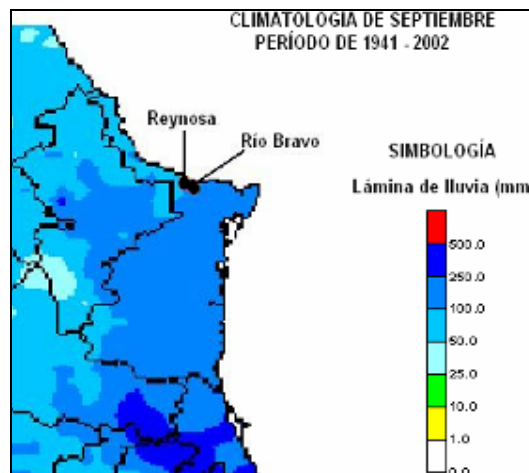 CLIMATOLOGIA DE SEPTIEMBRE
PERÍODO DE 1941 - 2002
Reynosa
Río Bravo
SIMBOLOGÍA
Lámina de lluvia (mm
500.0
250.0
100.0
50.0
25.0
10.0
1.0
0.0